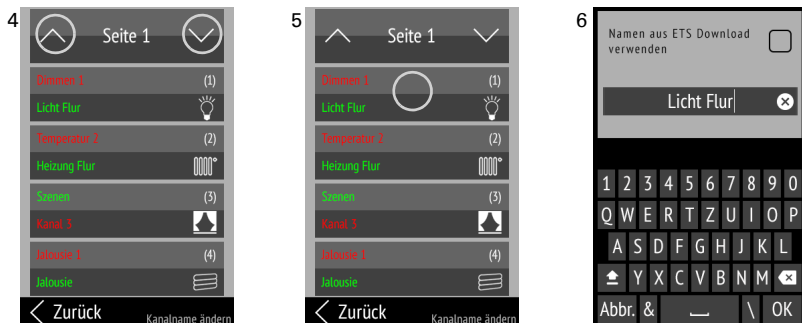 4
Seite 1
Dimmen 1 (1)
Licht Flur
Temperatur 2 (2)
Heizung Flur
Szenen (3)
Kanal 3
Jalousie 1 (4)
Jalousie
Zurück
Kanalname ändern
5
Seite 1
Dimmen 1 (1)
Licht Flur
Temperatur 2 (2)
Heizung Flur
Szenen (3)
Kanal 3
Jalousie 1 (4)
Jalousie
Zurück
Kanalname ändern
6
Namen aus ETS Download
verwenden
Licht Flur
1 2 3 4 5 6 7 8 9 0
Q W E R T Z U I O P
A S D F G H J K L
Y X C V B N M
Abbr. & \ OK